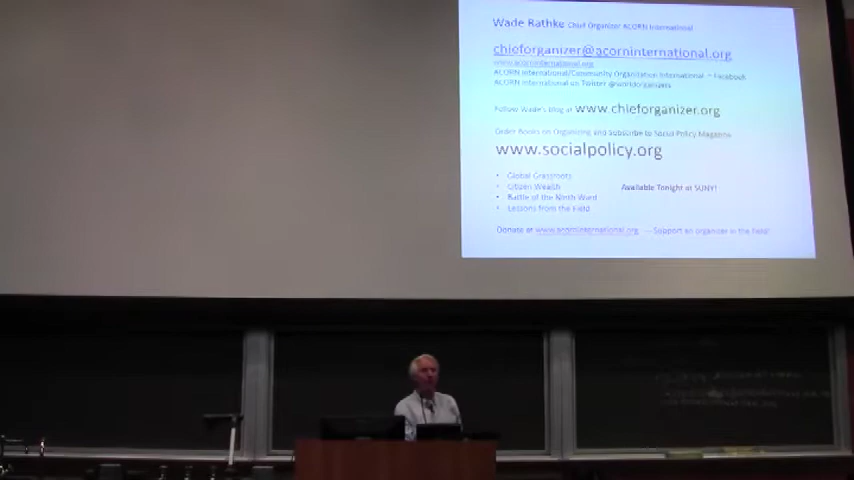 Wade Rathke Chief Organizer ACORN International
chieforganizer@acorninternational.org
www.acorninternational.org
ACORN International/Community Organization International - Facebook
ACORN International on Twitter @worldorganizers
Follow Wade's blog at www.chieforganizer.org
Order Books on Organizing and Subscribe to Social Policy Magazine
www.socialpolicy.org
• Global Grassroots
• Citizen Wealth Available Tonight at SUNY!
• Battle of the Ninth Ward
• Lessons from the Field
Donate at www.acorninternational.org --- Support an organizer in the field!